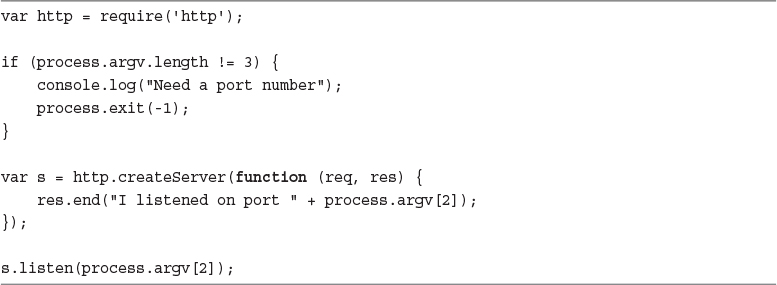 var http = require('http');

if (process.argv.length != 3) {
    console.log("Need a port number");
    process.exit(-1);
}

var s = http.createServer(function (req, res) {
    res.end("I listened on port " + process.argv[2]);
});

s.listen(process.argv[2]);